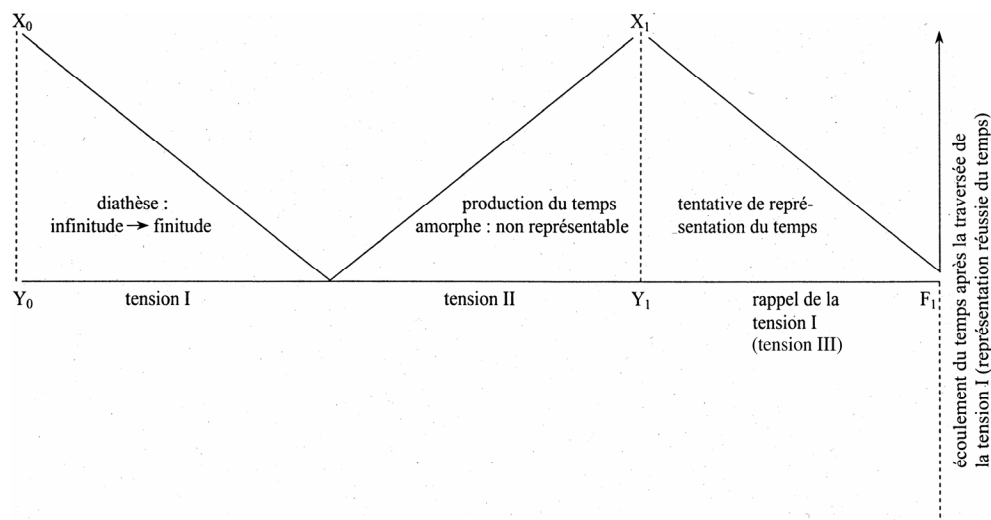 X₀
X₁
diathèse :
infinitude → finitude
production du temps
amorphe : non représentable
tentative de repré-
sentation du temps
Y₀
tension I
tension II
Y₁
rappel de la
tension I
(tension III)
F₁
écoulement du temps après la traversée de
la tension I (représentation réussie du temps)